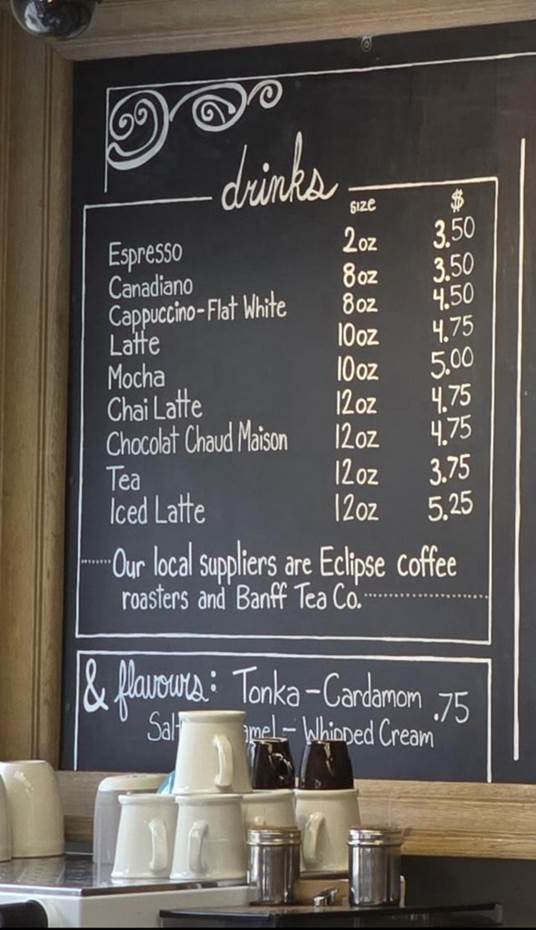 drinks
size $
Espresso 2oz 3.50
Canadiano 8oz 3.50
Cappuccino-Flat White 8oz 4.50
Latte 10oz 4.75
Mocha 10oz 5.00
Chai Latte 12oz 4.75
Chocolat Chaud Maison 12oz 4.75
Tea 12oz 3.75
Iced Latte 12oz 5.25
Our local suppliers are Eclipse coffee
roasters and Banff Tea Co.
& flavours: Tonka-Cardamom .75
– Whipped Cream